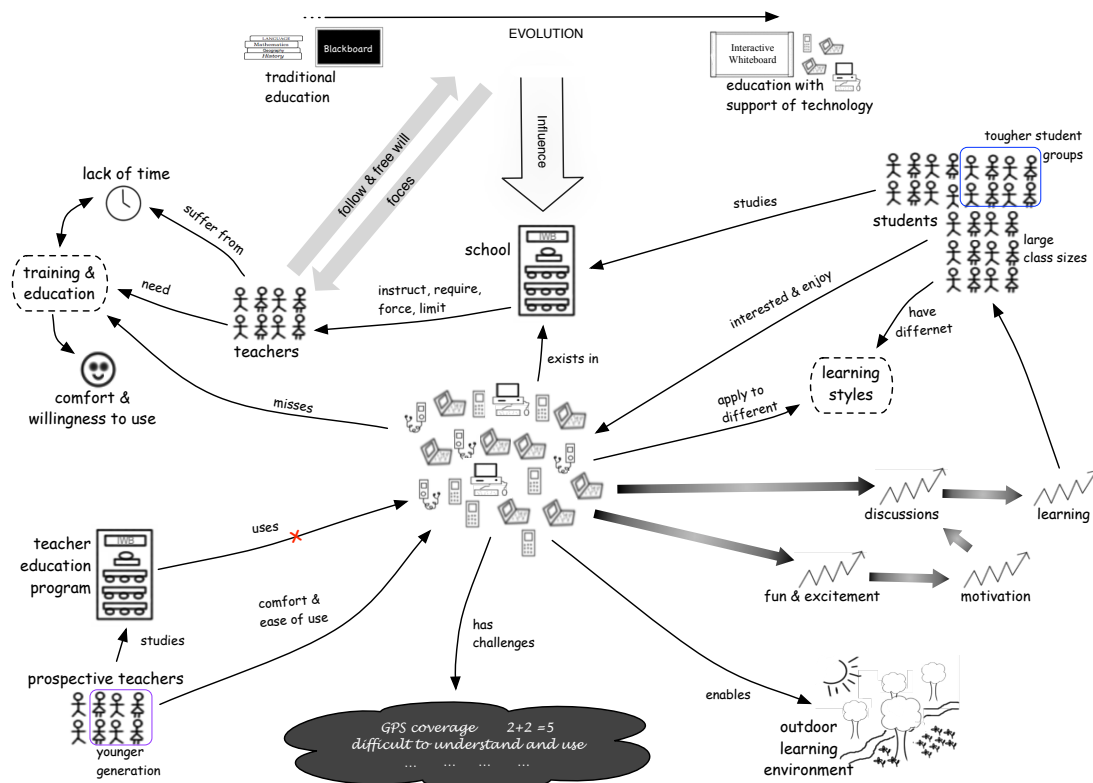 EVOLUTION
LANGUAGE
Mathematics
Geography
History
Blackboard
traditional
education
Interactive
Whiteboard
education with
support of technology
Influence
follow & free will
foces
tougher student
groups
students
large
class sizes
lack of time
suffer from
training &
education
need
teachers
comfort &
willingness to use
misses
school
IWB
instruct, require,
force, limit
studies
exists in
interested & enjoy
have
differnet
learning
styles
apply to
different
discussions
learning
fun & excitement
motivation
uses
teacher
education
program
IWB
studies
prospective teachers
younger
generation
comfort &
ease of use
has
challenges
GPS coverage 2+2 =5
difficult to understand and use
... ... ... ...
enables
outdoor
learning
environment